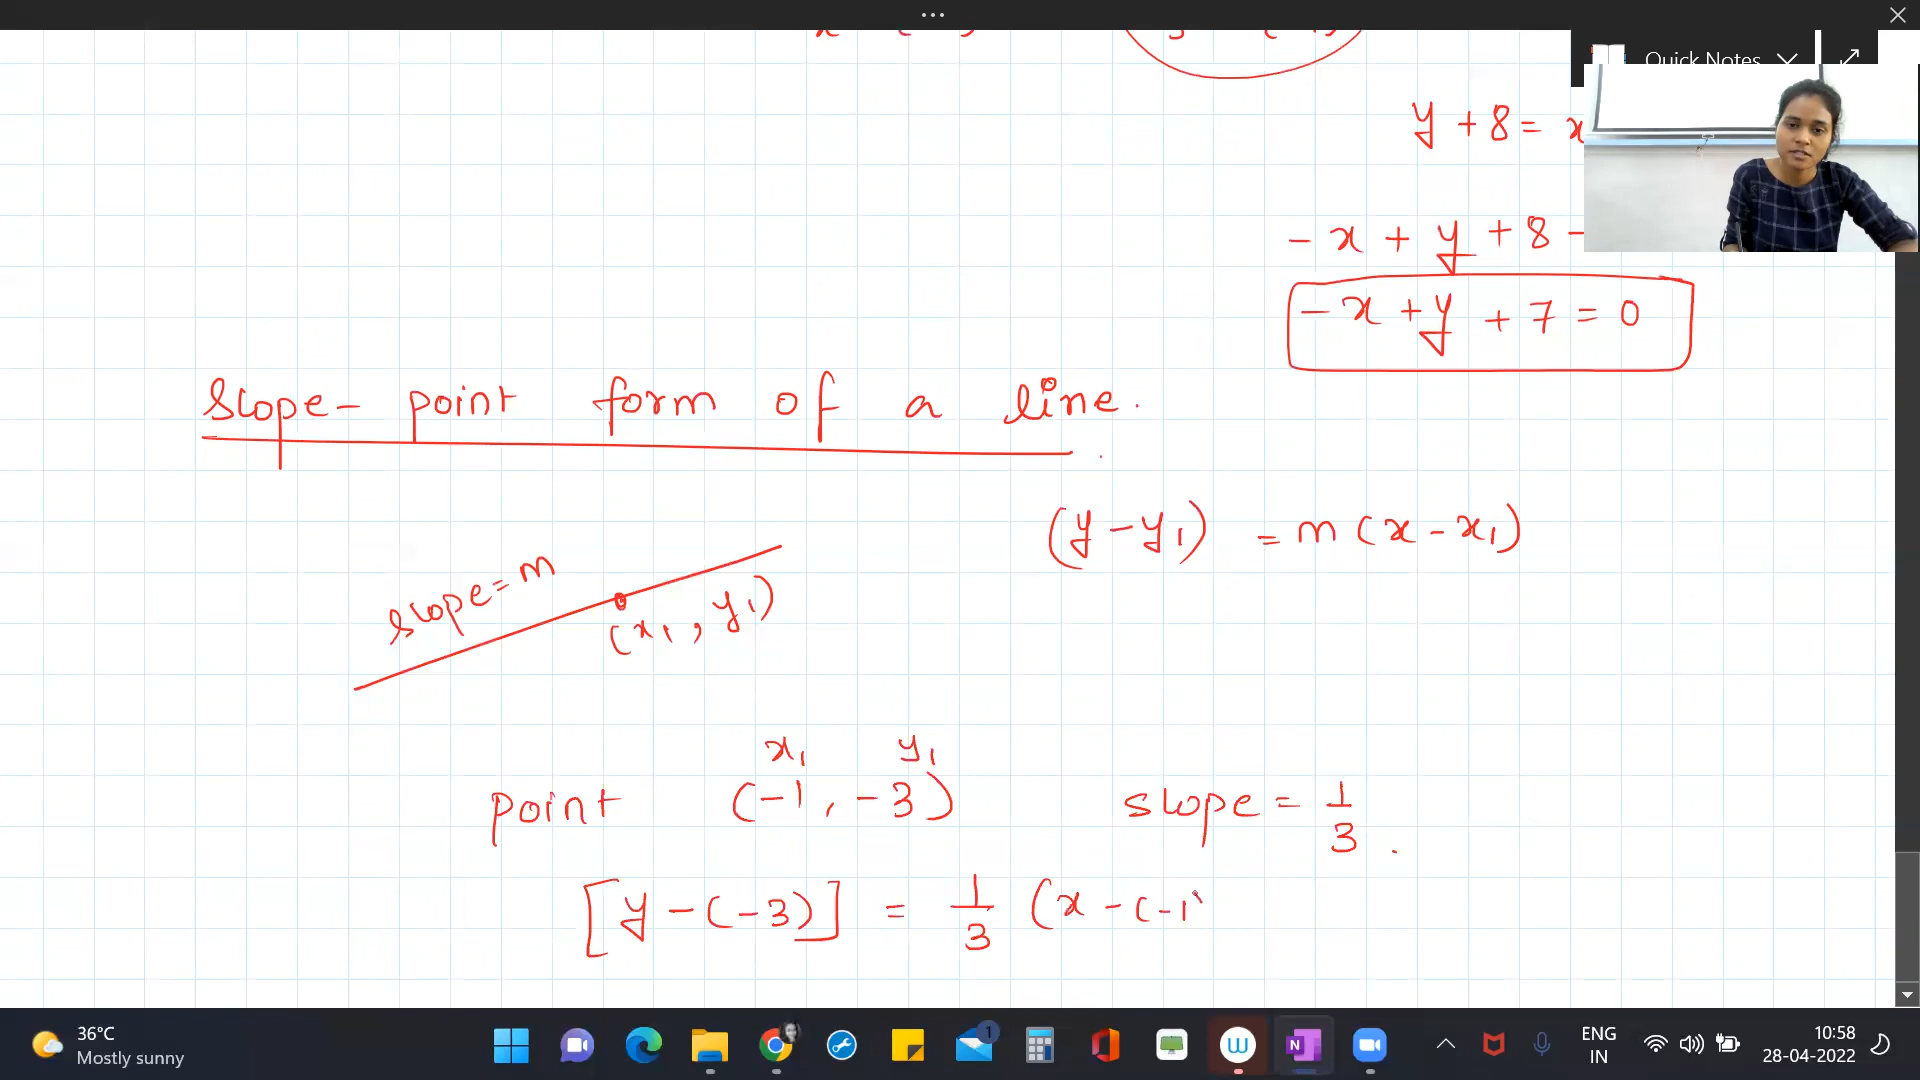 Quick Notes
y + 8 = x
- x + y + 8 -
- x + y + 7 = 0
Slope - point form of a line.
(y - y₁) = m (x - x₁)
slope = m
(x₁, y₁)
x₁ y₁
point (-1, -3) slope = 1/3.
[y - (-3)] = 1/3 (x - (-1)
36°C
Mostly sunny
1
ENG
IN
10:58
28-04-2022